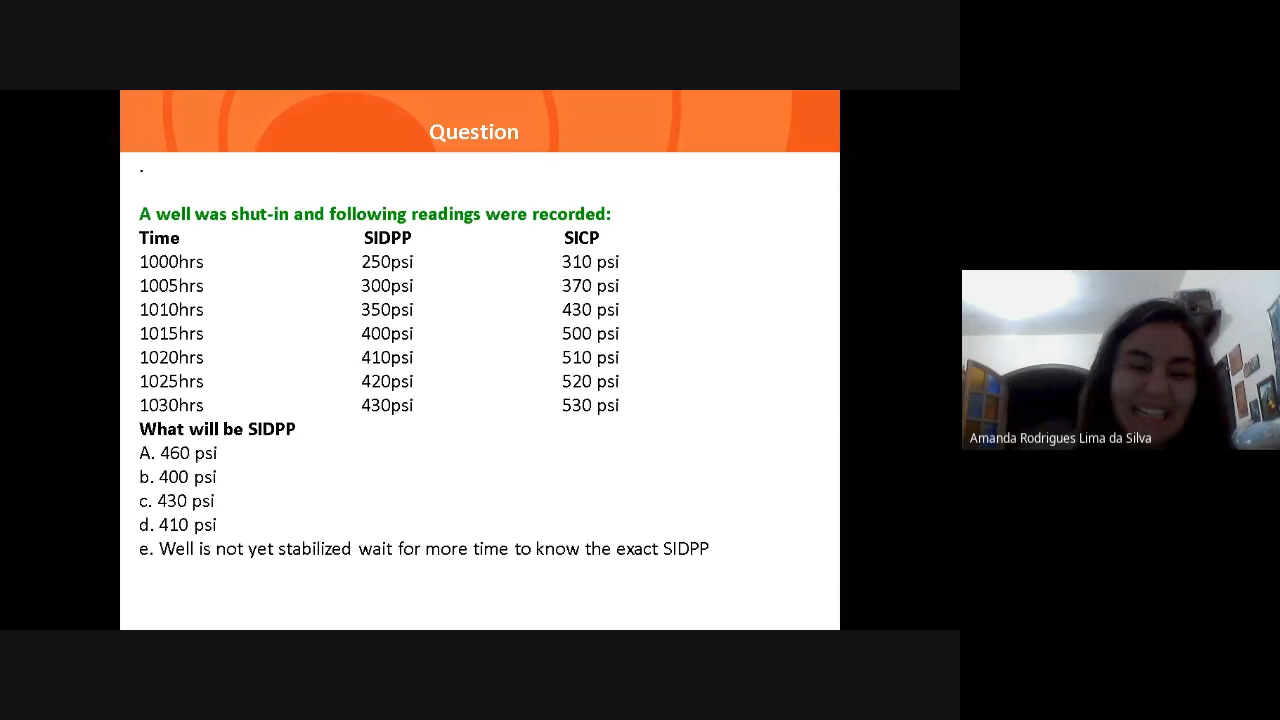 Question
.
A well was shut-in and following readings were recorded:
Time SIDPP SICP
1000hrs 250psi 310 psi
1005hrs 300psi 370 psi
1010hrs 350psi 430 psi
1015hrs 400psi 500 psi
1020hrs 410psi 510 psi
1025hrs 420psi 520 psi
1030hrs 430psi 530 psi
What will be SIDPP
A. 460 psi
b. 400 psi
c. 430 psi
d. 410 psi
e. Well is not yet stabilized wait for more time to know the exact SIDPP
Amanda Rodrigues Lima da Silva